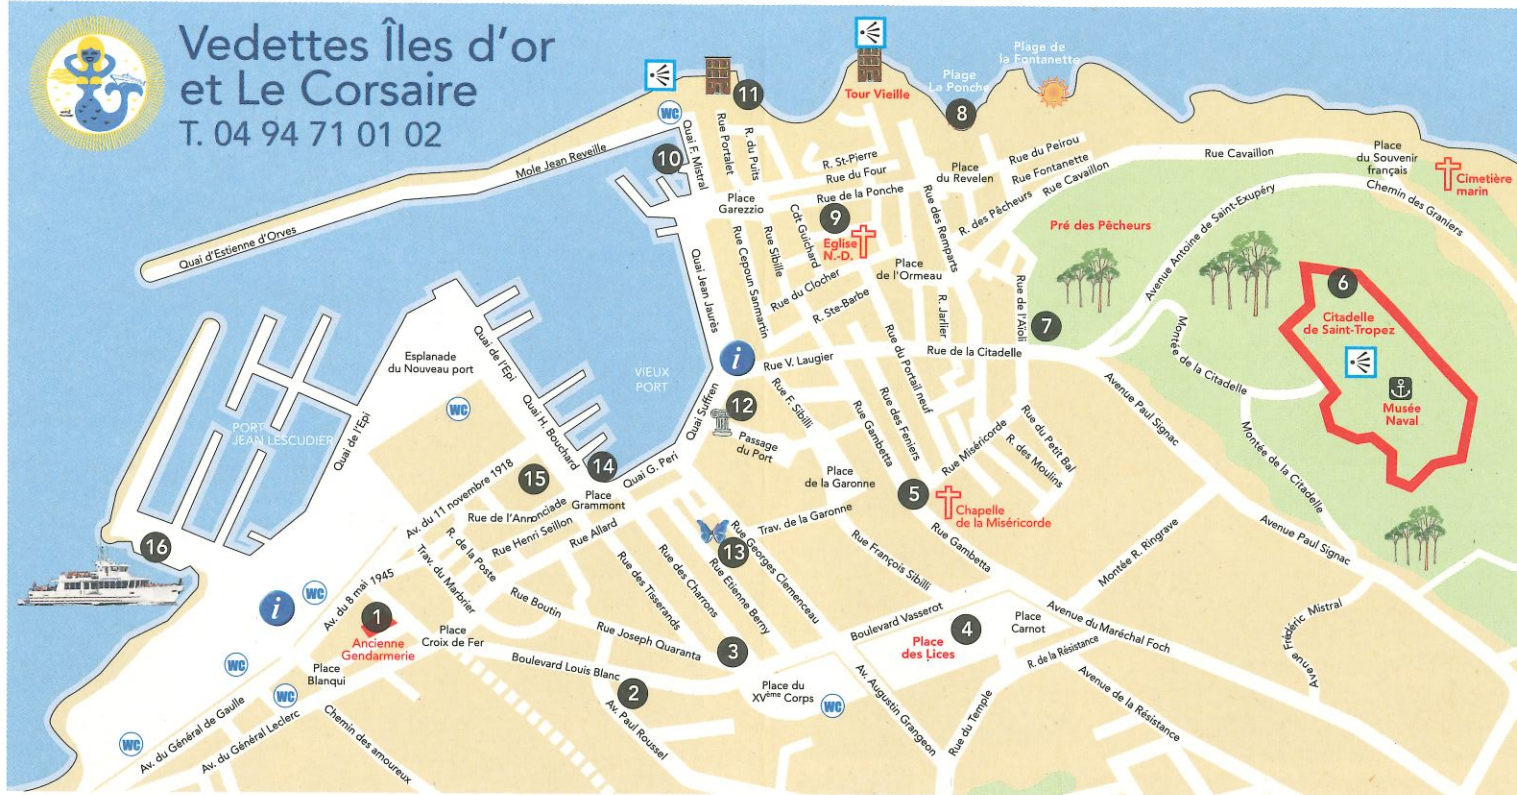 Vedettes Îles d'or
et Le Corsaire
T. 04 94 71 01 02
WC
11
Tour Vieille
Plage
La Ponche
8
Plage de
la Fontanette
Mole Jean Reveille
Quai d'Estienne d'Orves
10
Quai F. Mistral
Rue Portalet
R. du Puits
R. St-Pierre
Rue du Four
Rue de la Ponche
Place
du Revelen
Rue du Peirou
Rue Fontanette
Rue Cavaillon
Rue Cavaillon
Place
du Souvenir
français
Cimetière
marin
Chemin des Graniers
Place
Garezzio
9
Eglise
N.-D.
Cdt Guichard
Rue Sibille
Rue Cepoun Sanmartin
Rue du Clocher
R. Ste-Barbe
Place
de l'Ormeau
Rue des Remparts
R. des Pêcheurs
Pré des Pêcheurs
Avenue Antoine de Saint-Exupéry
6
Citadelle
de Saint-Tropez
Musée
Naval
Montée de la Citadelle
Montée de la Citadelle
Quai Jean Jaurès
R. Jarlier
Rue de l'Aïoli
7
Rue de la Citadelle
Rue V. Laugier
i
VIEUX
PORT
Esplanade
du Nouveau port
Quai de l'Epi
Quai de l'Epi
PORT
JEAN LESCUDIER
WC
Quai H. Bouchard
Quai Suffren
12
Passage
du Port
Rue F. Sibilli
Rue du Portail neuf
Rue des Feniers
Rue Gambetta
Rue Miséricorde
Rue du Petit Bal
R. des Moulins
Avenue Paul Signac
Avenue Paul Signac
Place
de la Garonne
5
Chapelle
de la Miséricorde
Quai G. Peri
14
15
Place
Grammont
Av. du 11 novembre 1918
Rue de l'Annonciade
Rue Henri Seillon
Rue Allard
R. de la Poste
Trav. du Marbrier
16
Av. du 8 mai 1945
i
WC
1
Ancienne
Gendarmerie
Place
Croix de Fer
Rue Boutin
Rue Joseph Quaranta
Rue des Tisserands
Rue des Charrons
Rue Etienne Berny
Rue Georges Clemenceau
13
Trav. de la Garonne
Rue François Sibilli
Rue Gambetta
Montée R. Ringrave
Boulevard Vasserot
4
Place
des Lices
Place
Carnot
Avenue du Maréchal Foch
R. de la Résistance
Avenue de la Résistance
Avenue Frédéric Mistral
3
Boulevard Louis Blanc
2
Av. Paul Roussel
Place du
XVème Corps
WC
Av. Augustin Grangeon
Rue du Temple
WC
Place
Blanqui
WC
WC
Av. du Général de Gaulle
Av. du Général Leclerc
Chemin des amoureux